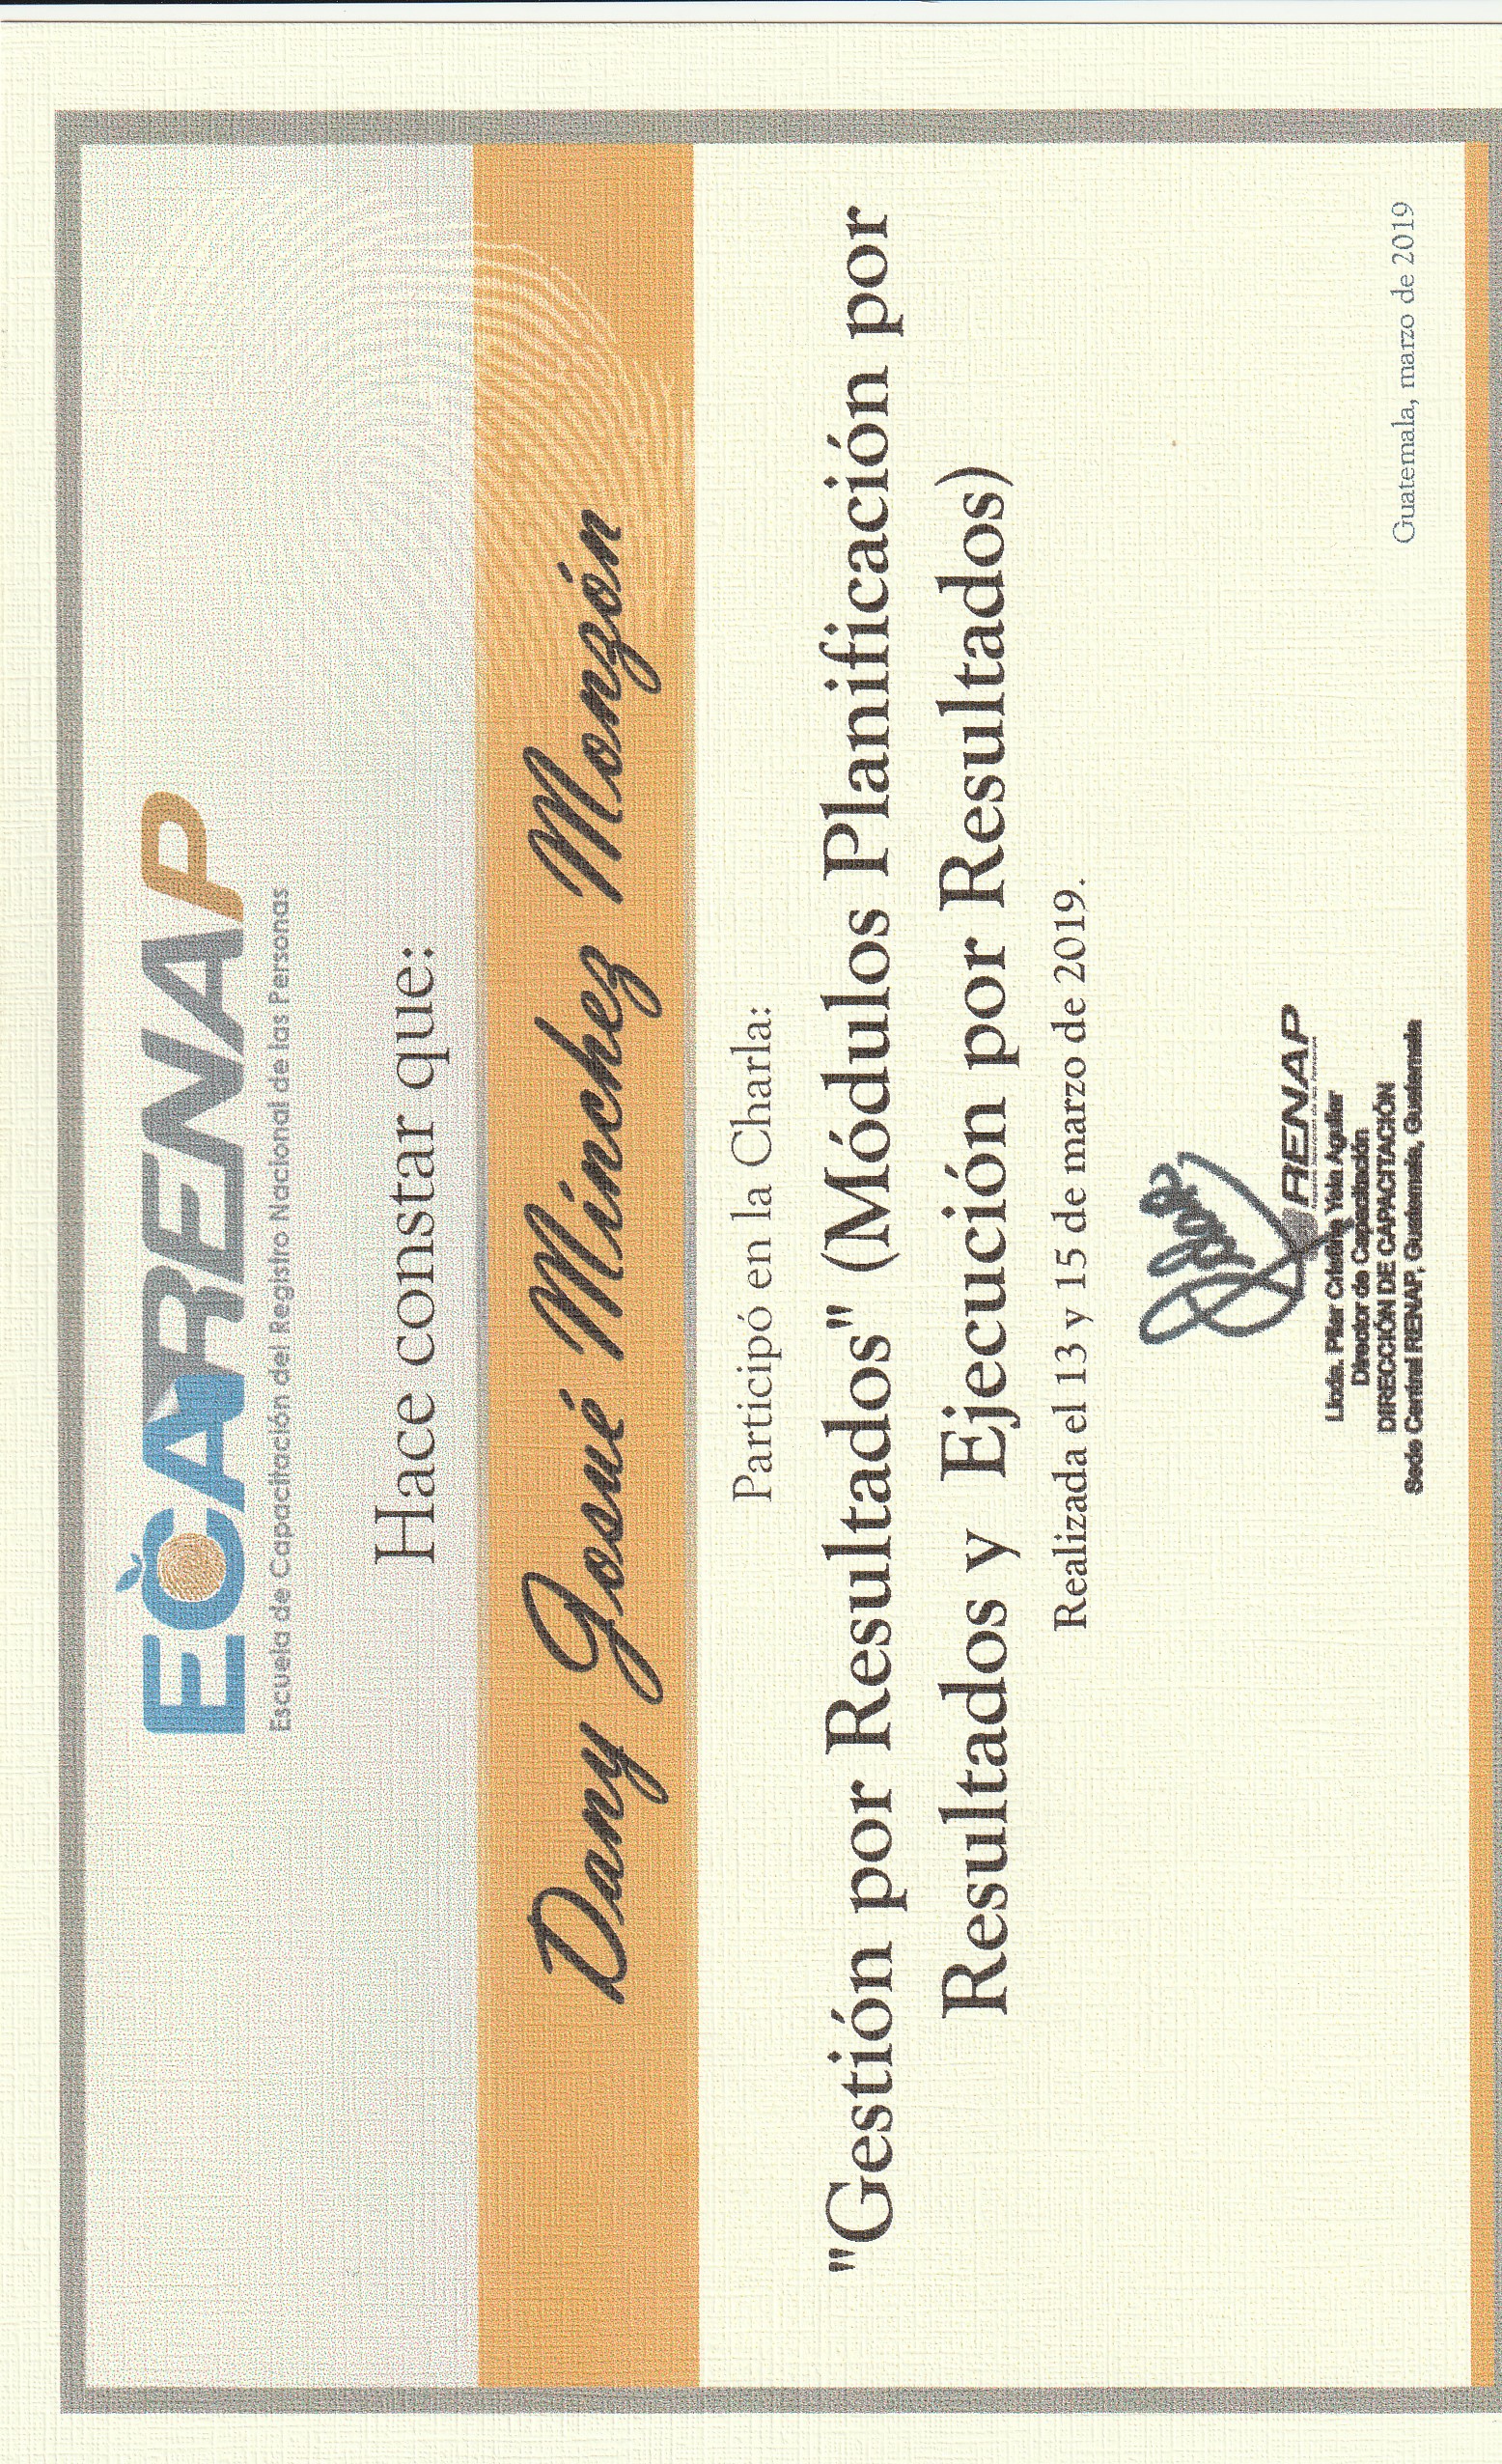 ECARENAP
Escuela de Capacitación del Registro Nacional de las Personas
Hace constar que:
Dany Josué Mínchez Monzón
Participó en la Charla:
"Gestión por Resultados" (Módulos Planificación por
Resultados y Ejecución por Resultados)
Realizada el 13 y 15 de marzo de 2019.
RENAP
Registro Nacional de las Personas
Licda. Pilar Cristina Yela Aguilar
Director de Capacitación
DIRECCIÓN DE CAPACITACIÓN
Sede Central RENAP, Guatemala, Guatemala
Guatemala, marzo de 2019